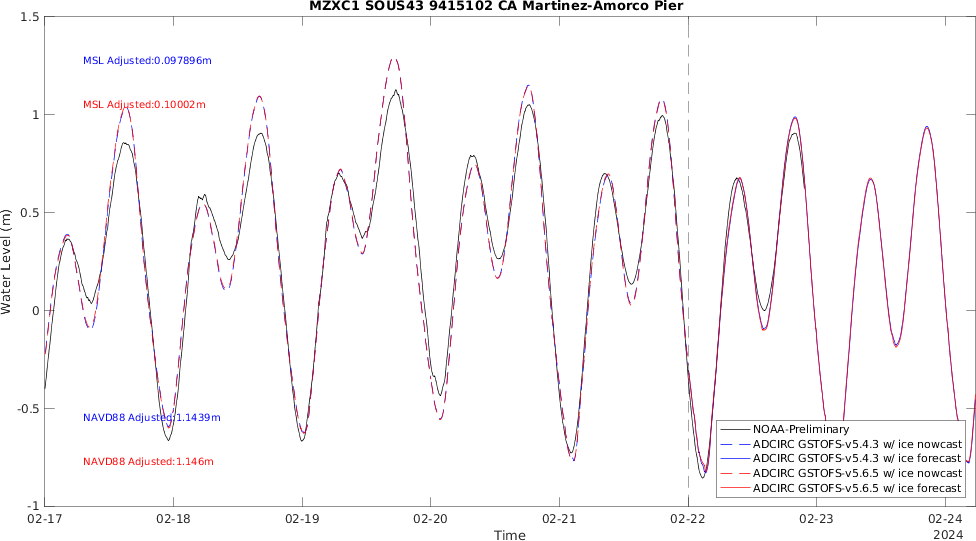 MZXC1 SOUS43 9415102 CA Martinez-Amorco Pier
1.5
MSL Adjusted:0.097896m
1
MSL Adjusted:0.10002m
0.5
Water Level (m)
0
-0.5
NAVD88 Adjusted:1.1439m
NAVD88 Adjusted:1.146m
-1
NOAA-Preliminary
ADCIRC GSTOFS-v5.4.3 w/ ice nowcast
ADCIRC GSTOFS-v5.4.3 w/ ice forecast
ADCIRC GSTOFS-v5.6.5 w/ ice nowcast
ADCIRC GSTOFS-v5.6.5 w/ ice forecast
02-17 02-18 02-19 02-20 02-21 02-22 02-23 02-24
Time
2024